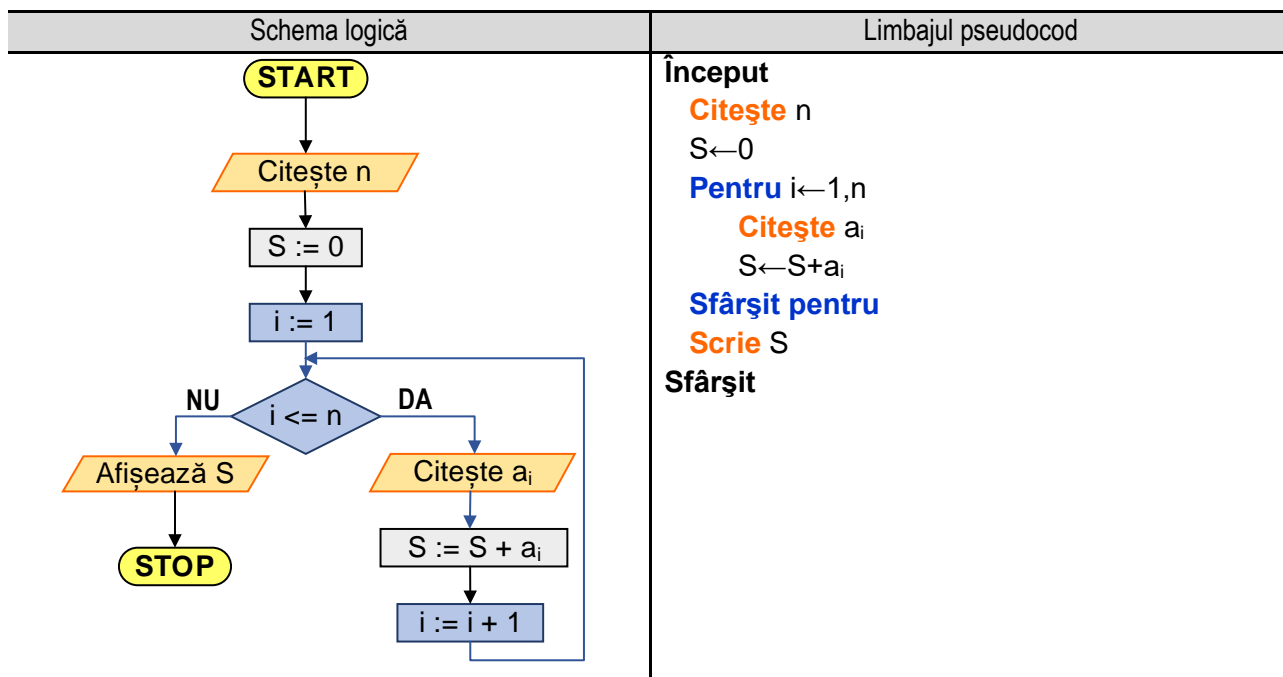 Schema logică
Limbajul pseudocod
START
Citește n
S := 0
i := 1
NU
i <= n
DA
Afișează S
Citește aᵢ
STOP
S := S + aᵢ
i := i + 1
Început
Citeşte n
S←0
Pentru i←1,n
Citeşte aᵢ
S←S+aᵢ
Sfârşit pentru
Scrie S
Sfârşit